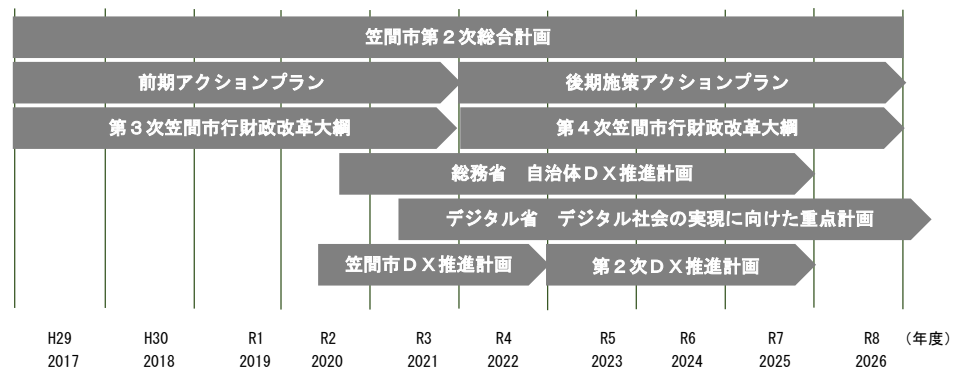 笠間市第２次総合計画
前期アクションプラン　後期施策アクションプラン
第３次笠間市行財政改革大綱　第４次笠間市行財政改革大綱
総務省　自治体ＤＸ推進計画
デジタル省　デジタル社会の実現に向けた重点計画
笠間市ＤＸ推進計画　第２次ＤＸ推進計画
H29 H30 R1 R2 R3 R4 R5 R6 R7 R8 （年度）
2017 2018 2019 2020 2021 2022 2023 2024 2025 2026